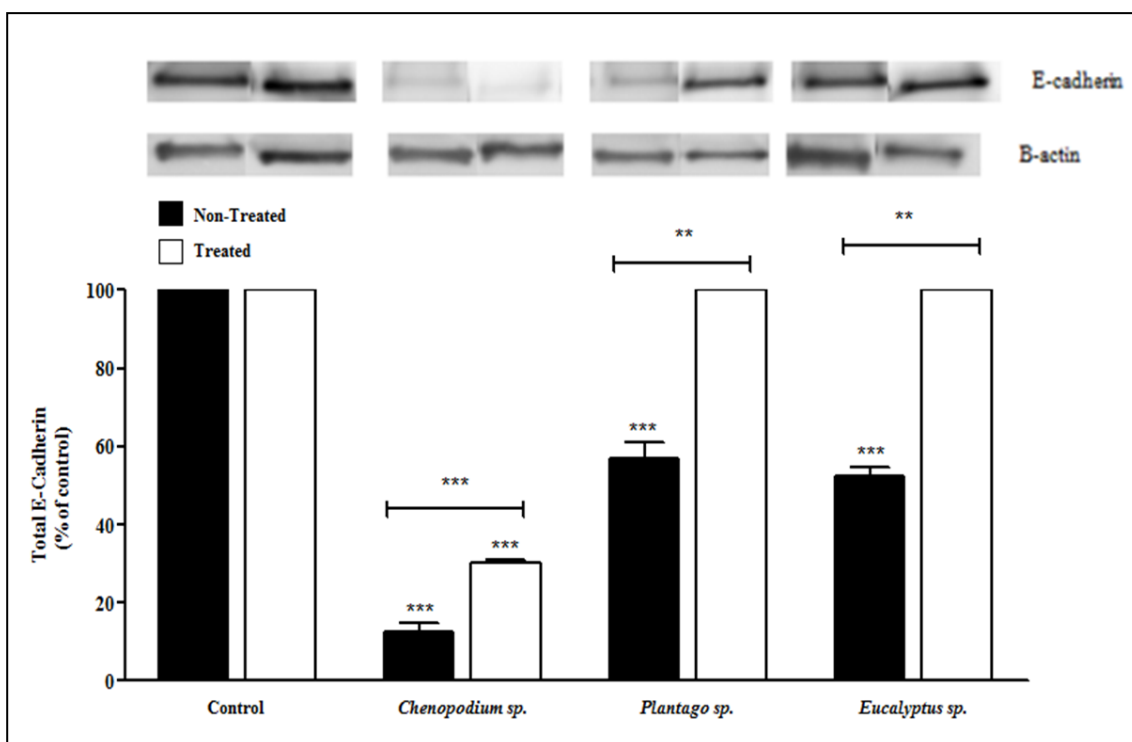 E-cadherin
B-actin
Non-Treated
Treated
**
**
100
80
60
40
20
0
Total E-Cadherin
(% of control)
***
***
***
***
***
Control
Chenopodium sp.
Plantago sp.
Eucalyptus sp.